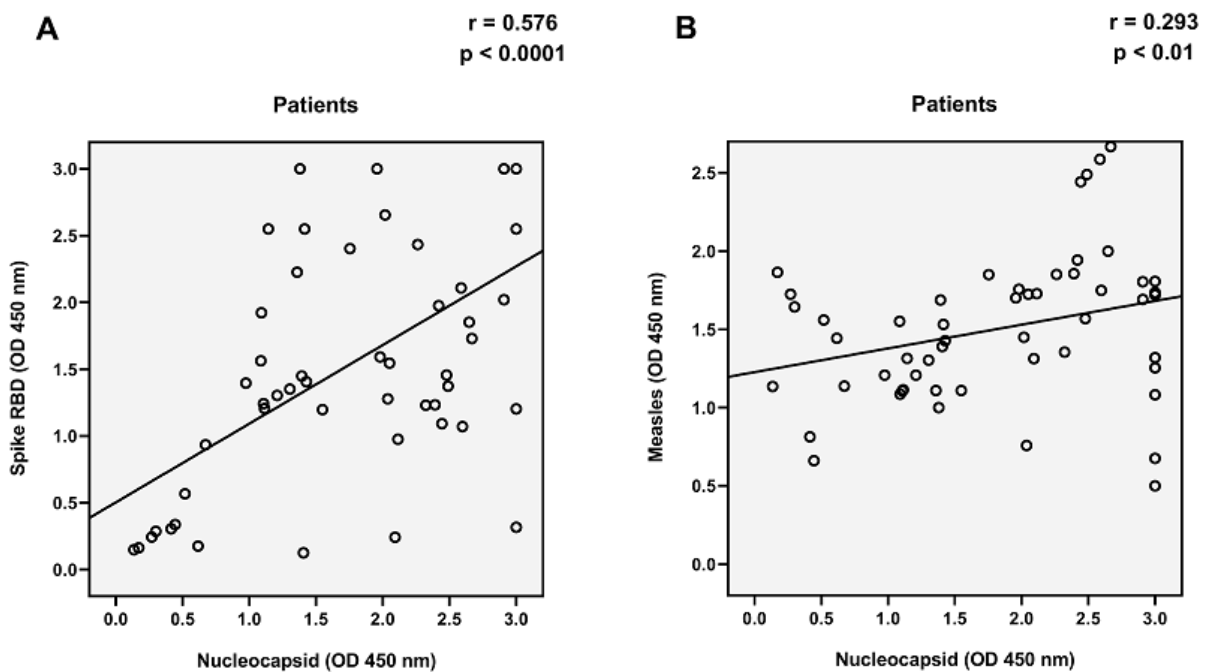 A
r = 0.576
p < 0.0001
Patients
Spike RBD (OD 450 nm)
3.0
2.5
2.0
1.5
1.0
0.5
0.0
0.0 0.5 1.0 1.5 2.0 2.5 3.0
Nucleocapsid (OD 450 nm)
B
r = 0.293
p < 0.01
Patients
Measles (OD 450 nm)
2.5
2.0
1.5
1.0
0.5
0.0
0.0 0.5 1.0 1.5 2.0 2.5 3.0
Nucleocapsid (OD 450 nm)